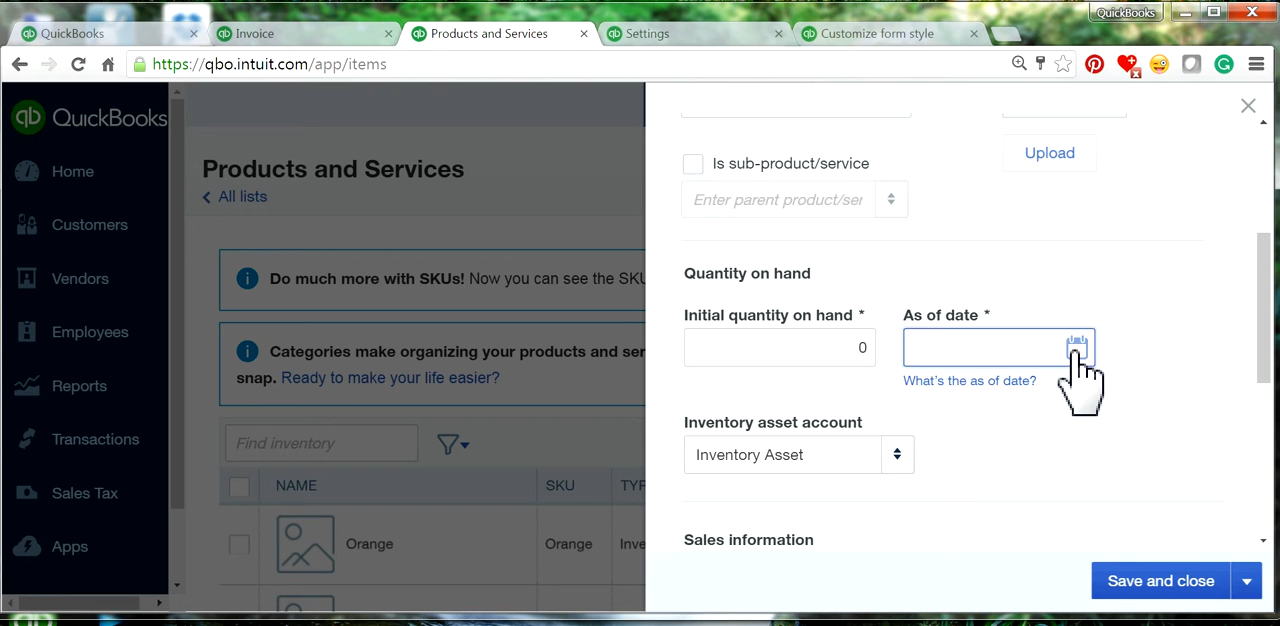 QuickBooks
QuickBooks
Invoice
Products and Services
Settings
Customize form style
https://qbo.intuit.com/app/items
QuickBooks
Home
Customers
Vendors
Employees
Reports
Transactions
Sales Tax
Apps
Products and Services
All lists
Do much more with SKUs! Now you can see the SKU
Categories make organizing your products and ser
snap. Ready to make your life easier?
Find inventory
NAME
SKU
TYP
Orange
Orange
Inve
Upload
Is sub-product/service
Enter parent product/ser
Quantity on hand
Initial quantity on hand *
As of date *
0
What's the as of date?
Inventory asset account
Inventory Asset
Sales information
Save and close